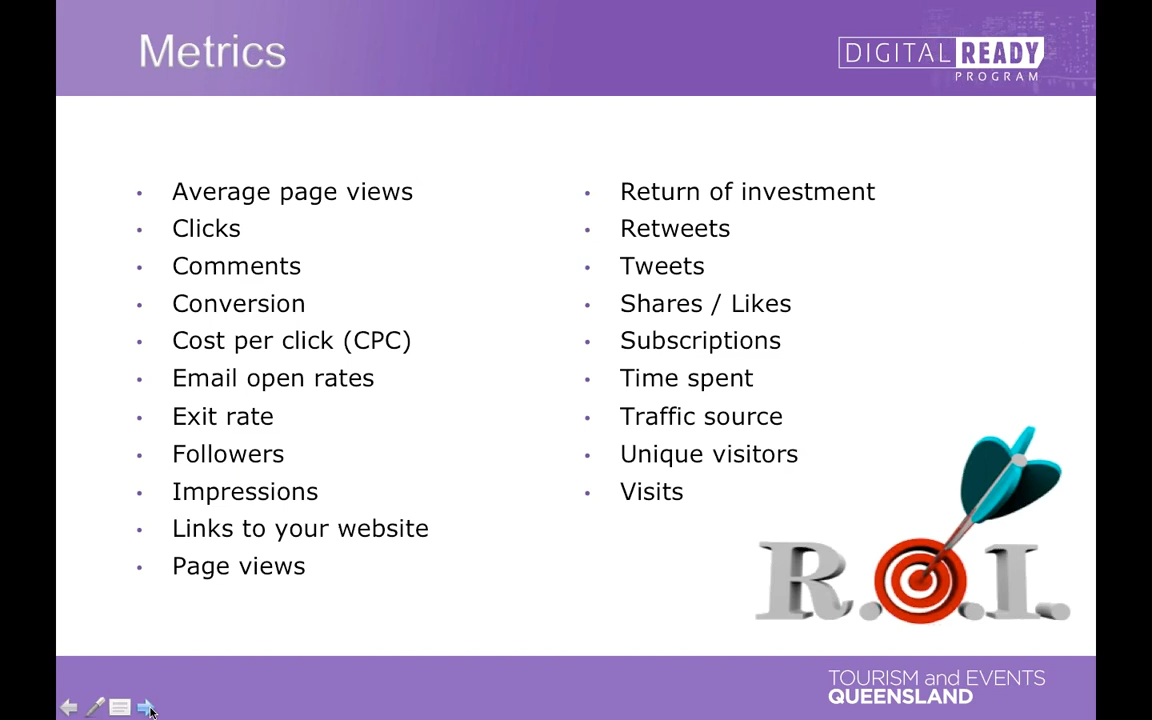 Metrics
DIGITAL READY
PROGRAM
• Average page views
• Clicks
• Comments
• Conversion
• Cost per click (CPC)
• Email open rates
• Exit rate
• Followers
• Impressions
• Links to your website
• Page views
• Return of investment
• Retweets
• Tweets
• Shares / Likes
• Subscriptions
• Time spent
• Traffic source
• Unique visitors
• Visits
R.O.I.
TOURISM and EVENTS
QUEENSLAND